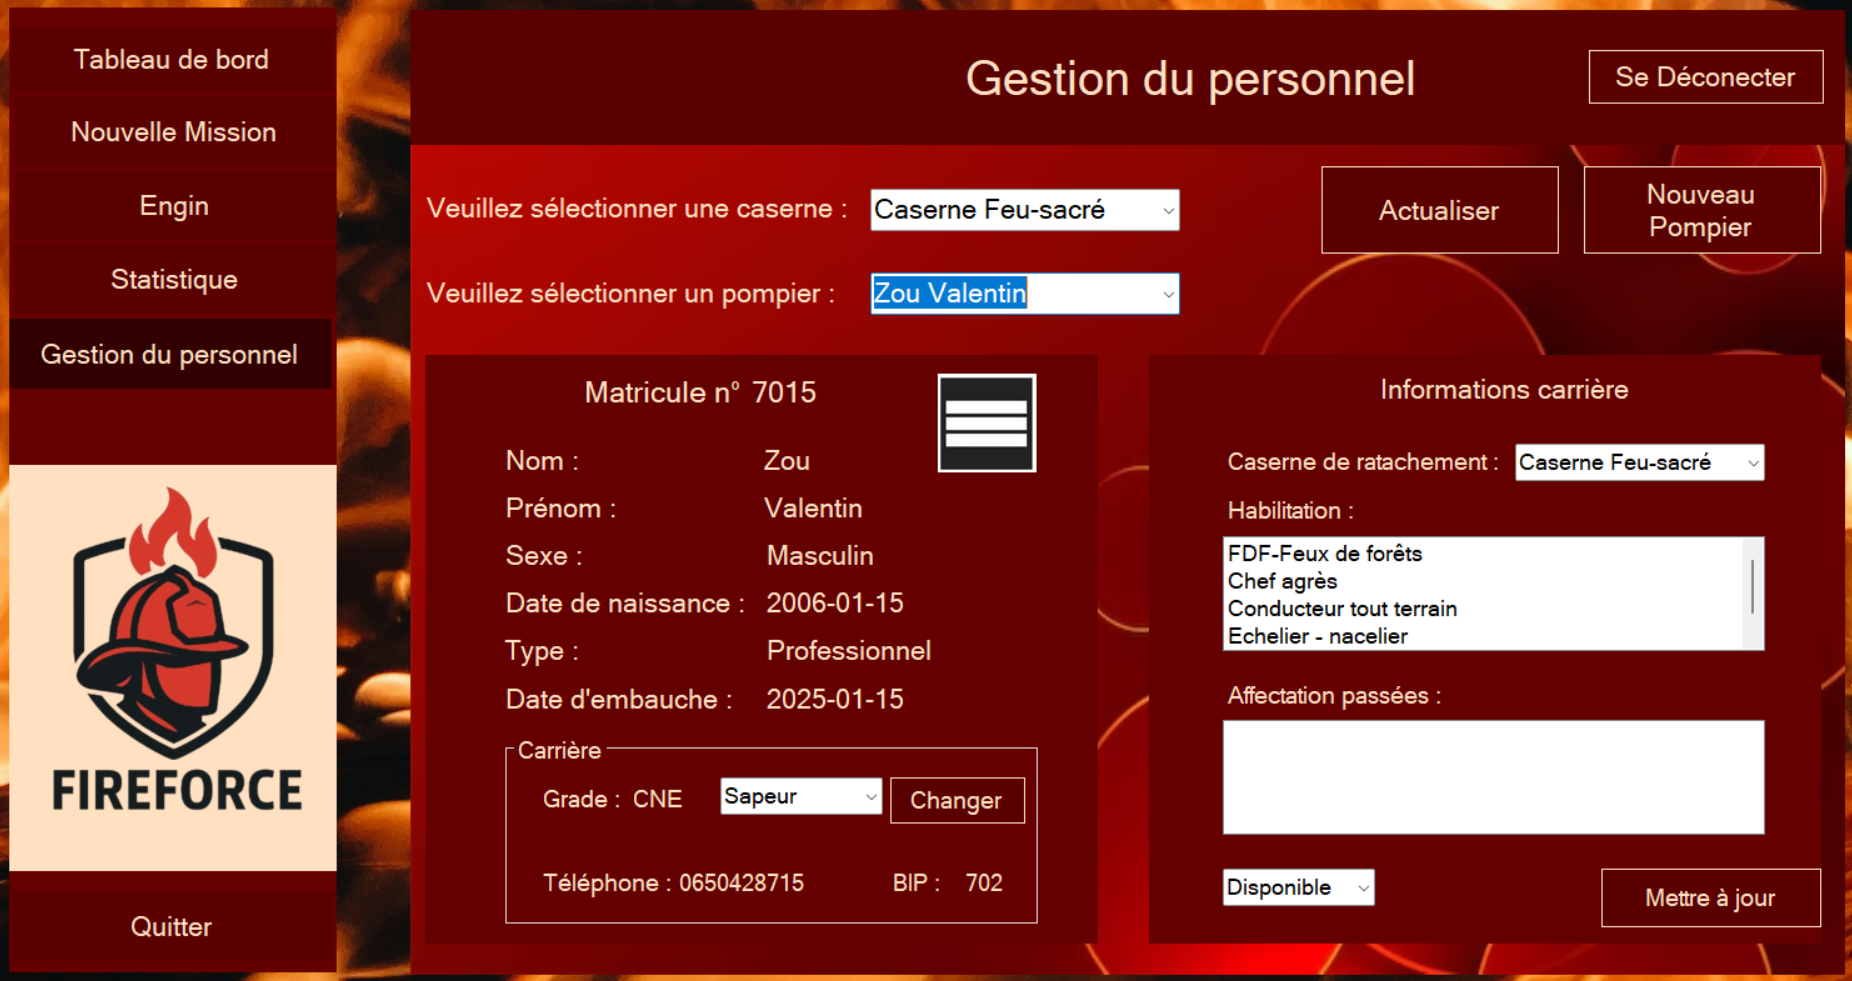 Tableau de bord
Nouvelle Mission
Engin
Statistique
Gestion du personnel
FIREFORCE
Quitter
Gestion du personnel
Se Déconecter
Veuillez sélectionner une caserne : Caserne Feu-sacré
Veuillez sélectionner un pompier : Zou Valentin
Actualiser
Nouveau
Pompier
Matricule n° 7015
Nom : Zou
Prénom : Valentin
Sexe : Masculin
Date de naissance : 2006-01-15
Type : Professionnel
Date d'embauche : 2025-01-15
Carrière
Grade : CNE Sapeur Changer
Téléphone : 0650428715 BIP : 702
Informations carrière
Caserne de ratachement : Caserne Feu-sacré
Habilitation :
FDF-Feux de forêts
Chef agrès
Conducteur tout terrain
Echelier - nacelier
Affectation passées :
Disponible
Mettre à jour